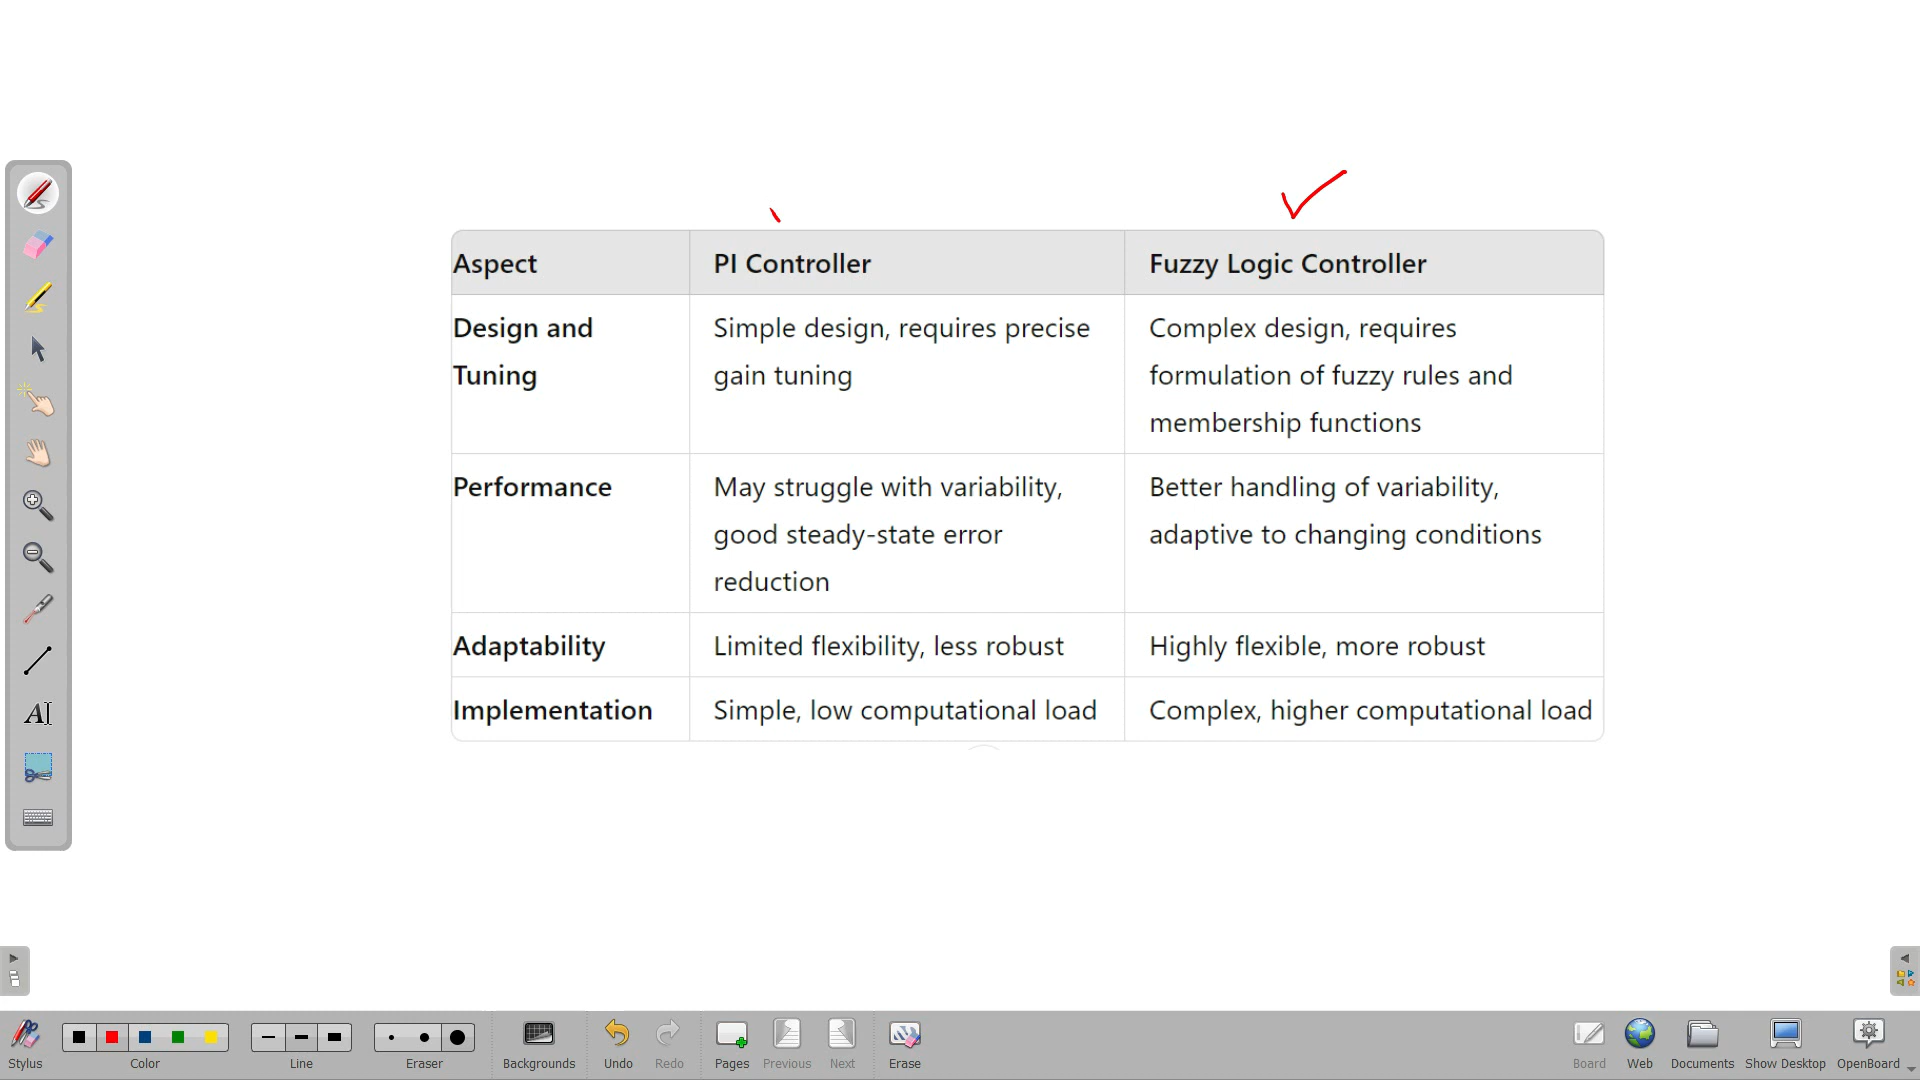 Aspect PI Controller Fuzzy Logic Controller
Design and Simple design, requires precise Complex design, requires
Tuning gain tuning formulation of fuzzy rules and
membership functions
Performance May struggle with variability, Better handling of variability,
good steady-state error adaptive to changing conditions
reduction
Adaptability Limited flexibility, less robust Highly flexible, more robust
Implementation Simple, low computational load Complex, higher computational load
Stylus Color Line Eraser Backgrounds Undo Redo Pages Previous Next Erase Board Web Documents Show Desktop OpenBoard